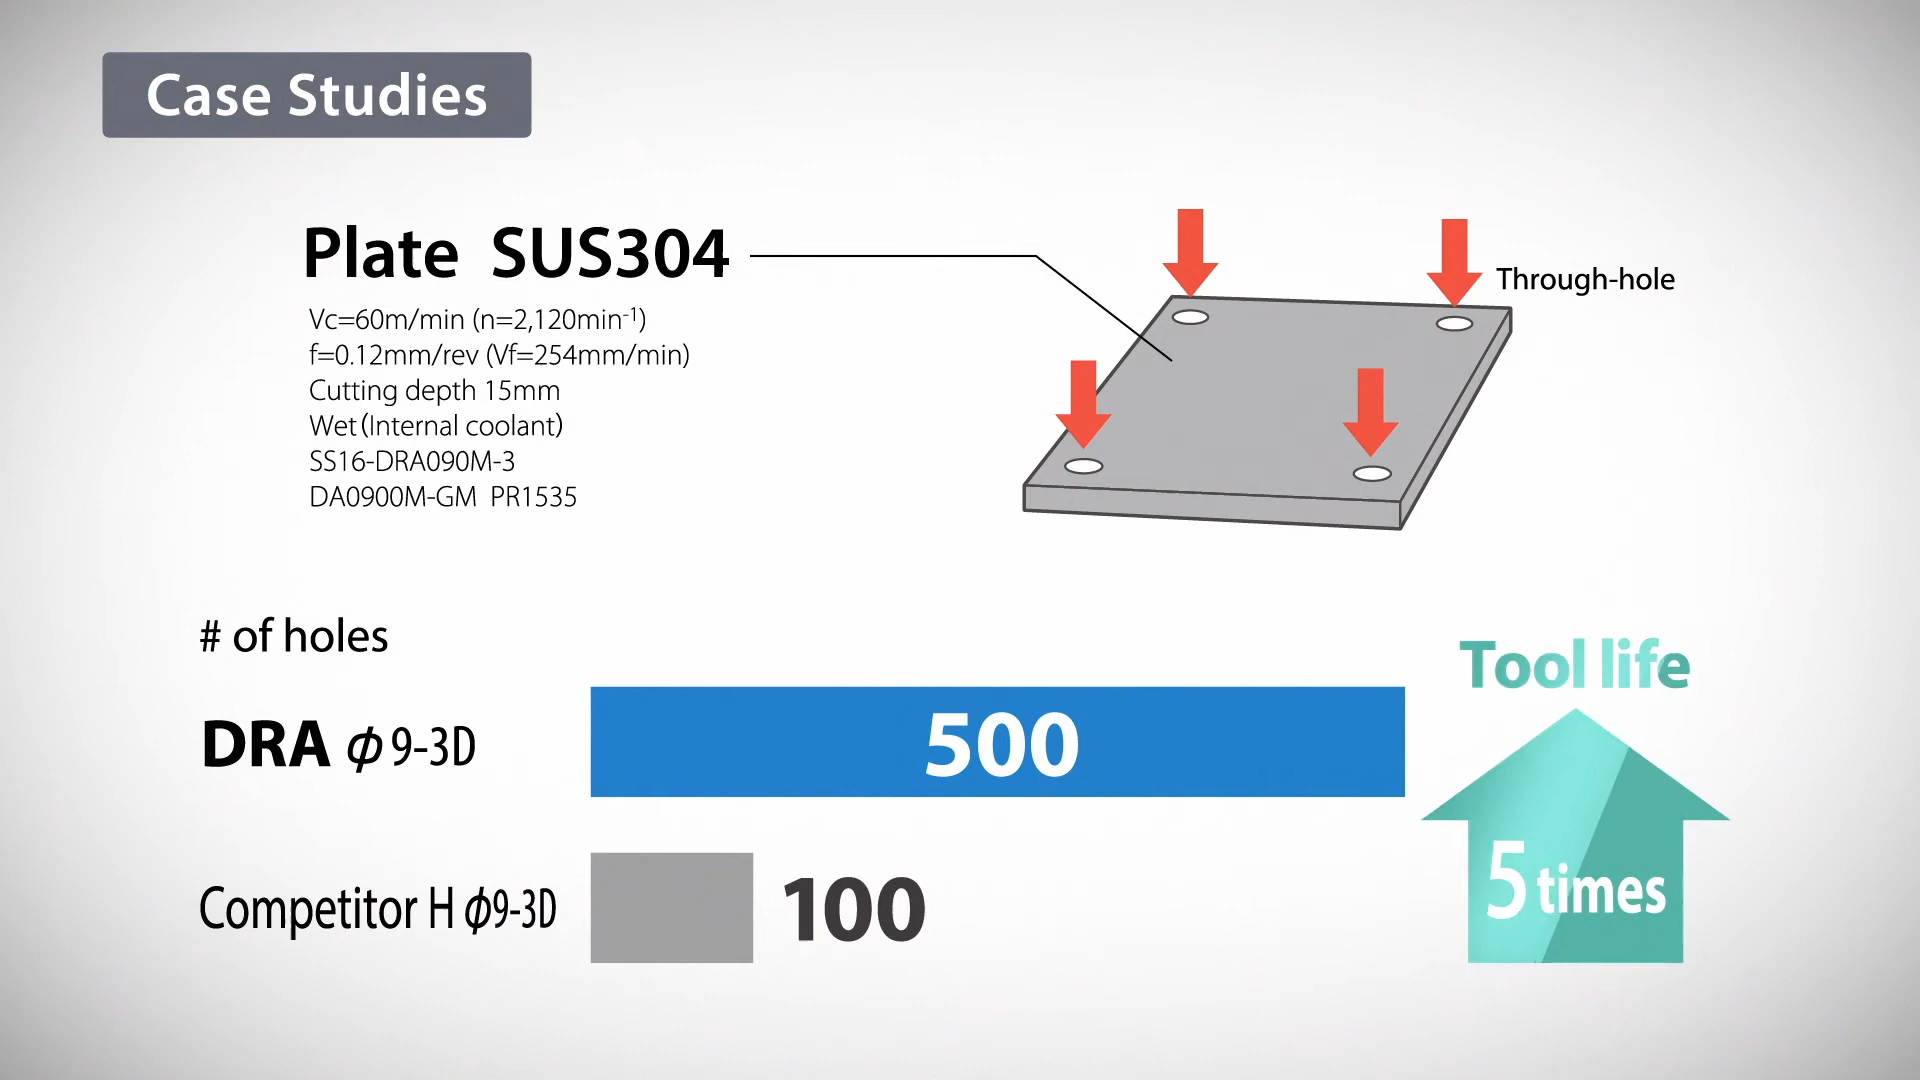 Case Studies
Plate SUS304
Vc=60m/min (n=2,120min⁻¹)
f=0.12mm/rev (Vf=254mm/min)
Cutting depth 15mm
Wet (Internal coolant)
SS16-DRA090M-3
DA0900M-GM PR1535
Through-hole
# of holes
DRA ϕ9-3D
500
Competitor H ϕ9-3D
100
Tool life
5 times